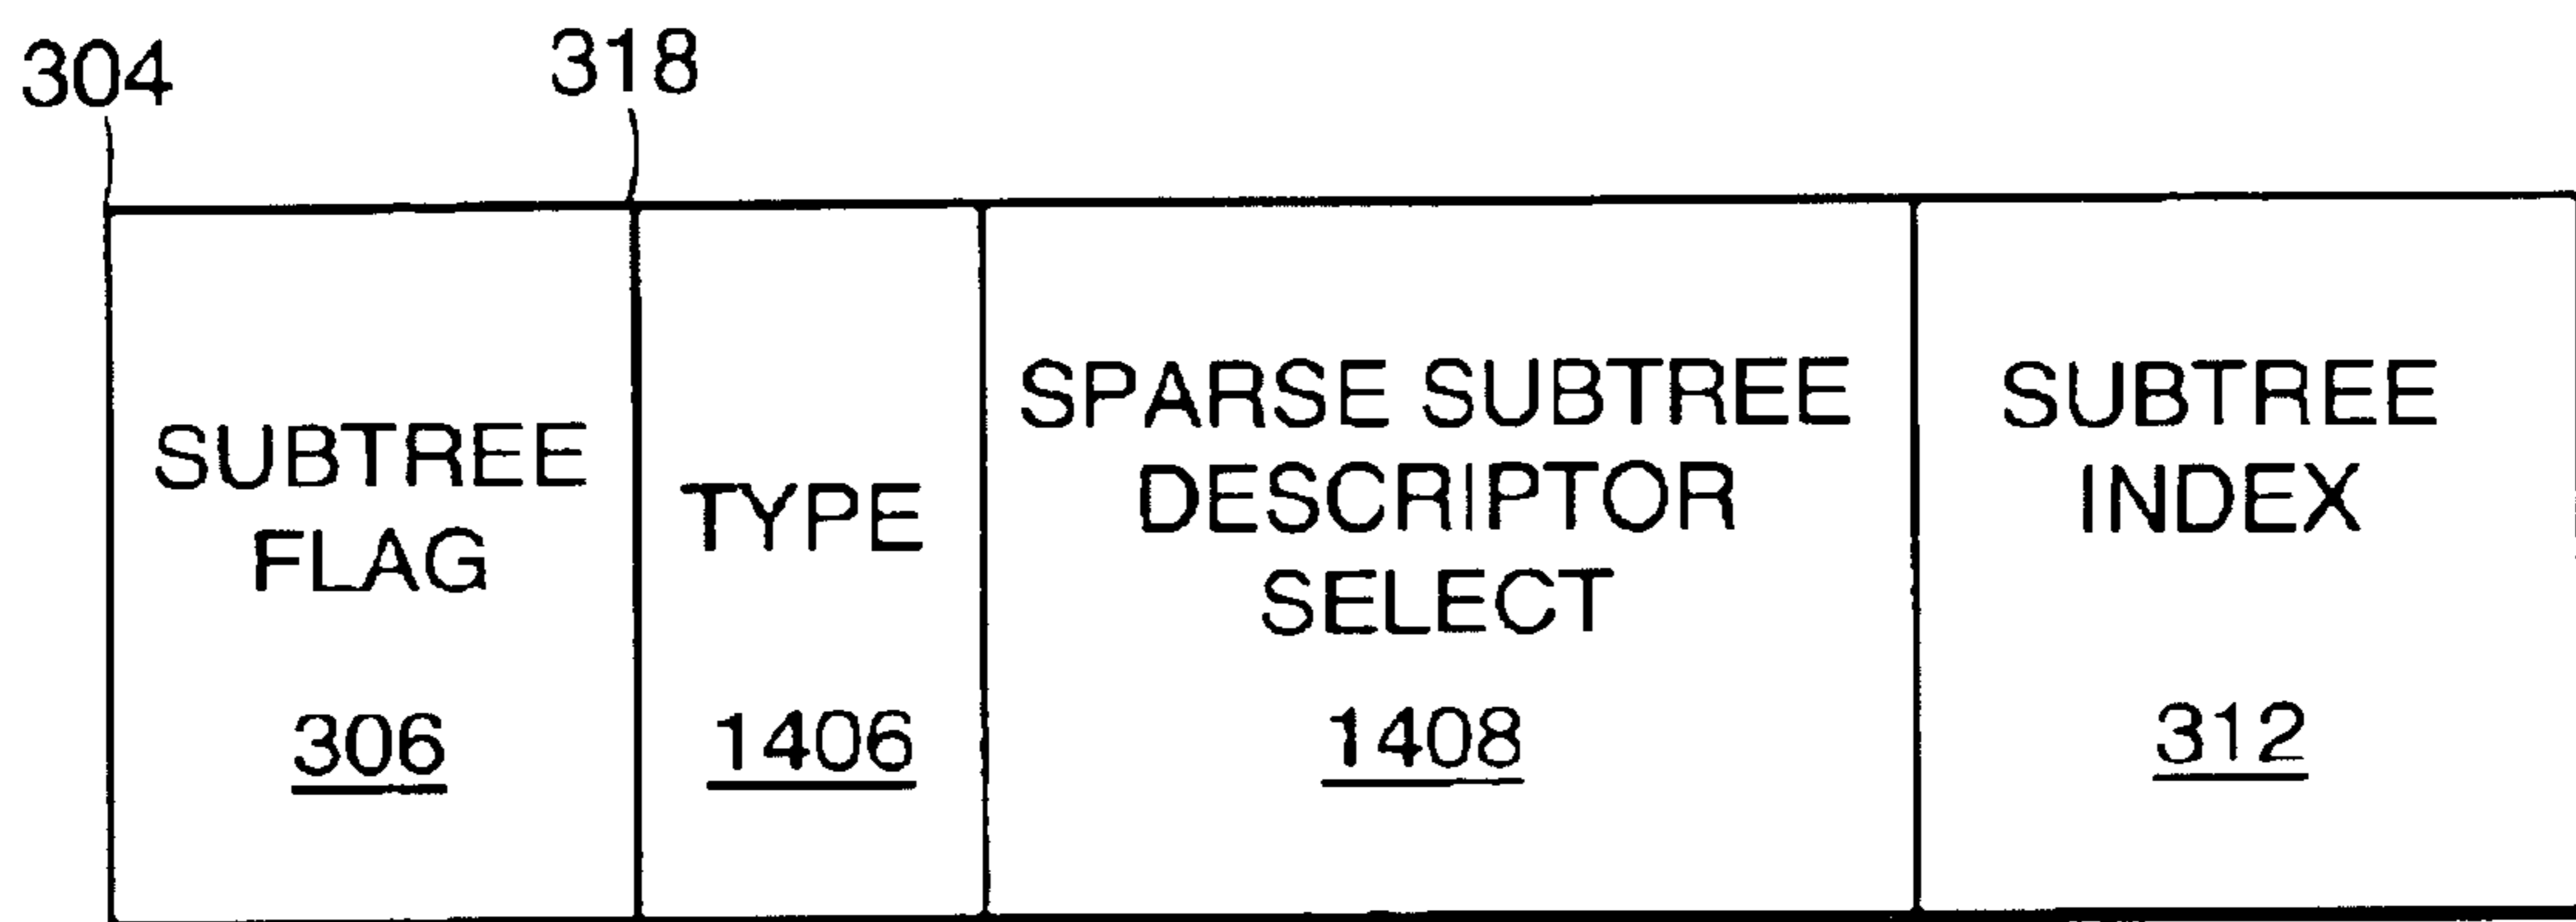 304 318
SUBTREE
FLAG
306
TYPE
1406
SPARSE SUBTREE
DESCRIPTOR
SELECT
1408
SUBTREE
INDEX
312